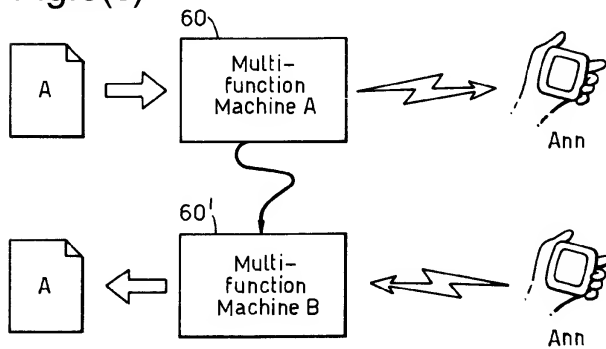 60
A
Multi-
function
Machine A
Ann
60'
A
Multi-
function
Machine B
Ann